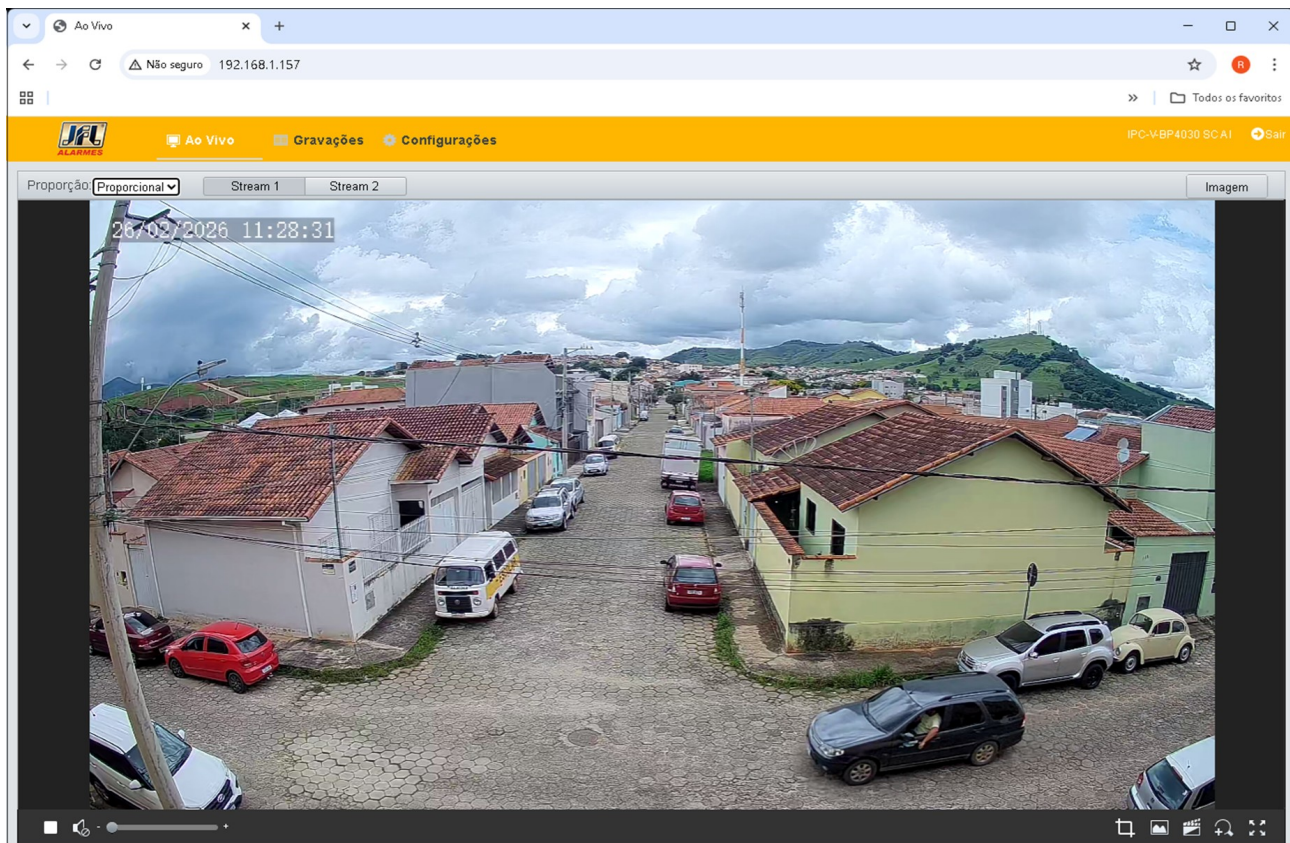 Ao Vivo
Não seguro 192.168.1.157
Todos os favoritos
JFL
ALARMES
Ao Vivo Gravações Configurações
IPC-V-BP4030 SC AI Sair
Proporção: Proporcional Stream 1 Stream 2 Imagem
26/02/2026 11:28:31
R